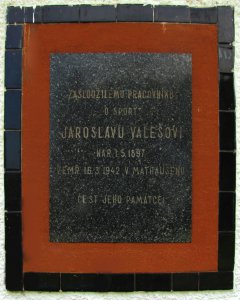 ZASLOUŽILÉMU PRACOVNÍKU
O SPORT
JAROSLAVU VALEŠOVI
NAR. 1.5. 1897
ZEMŘ. 16.3. 1942 V MATHAUSENU
ČEST JEHO PAMÁTCE!